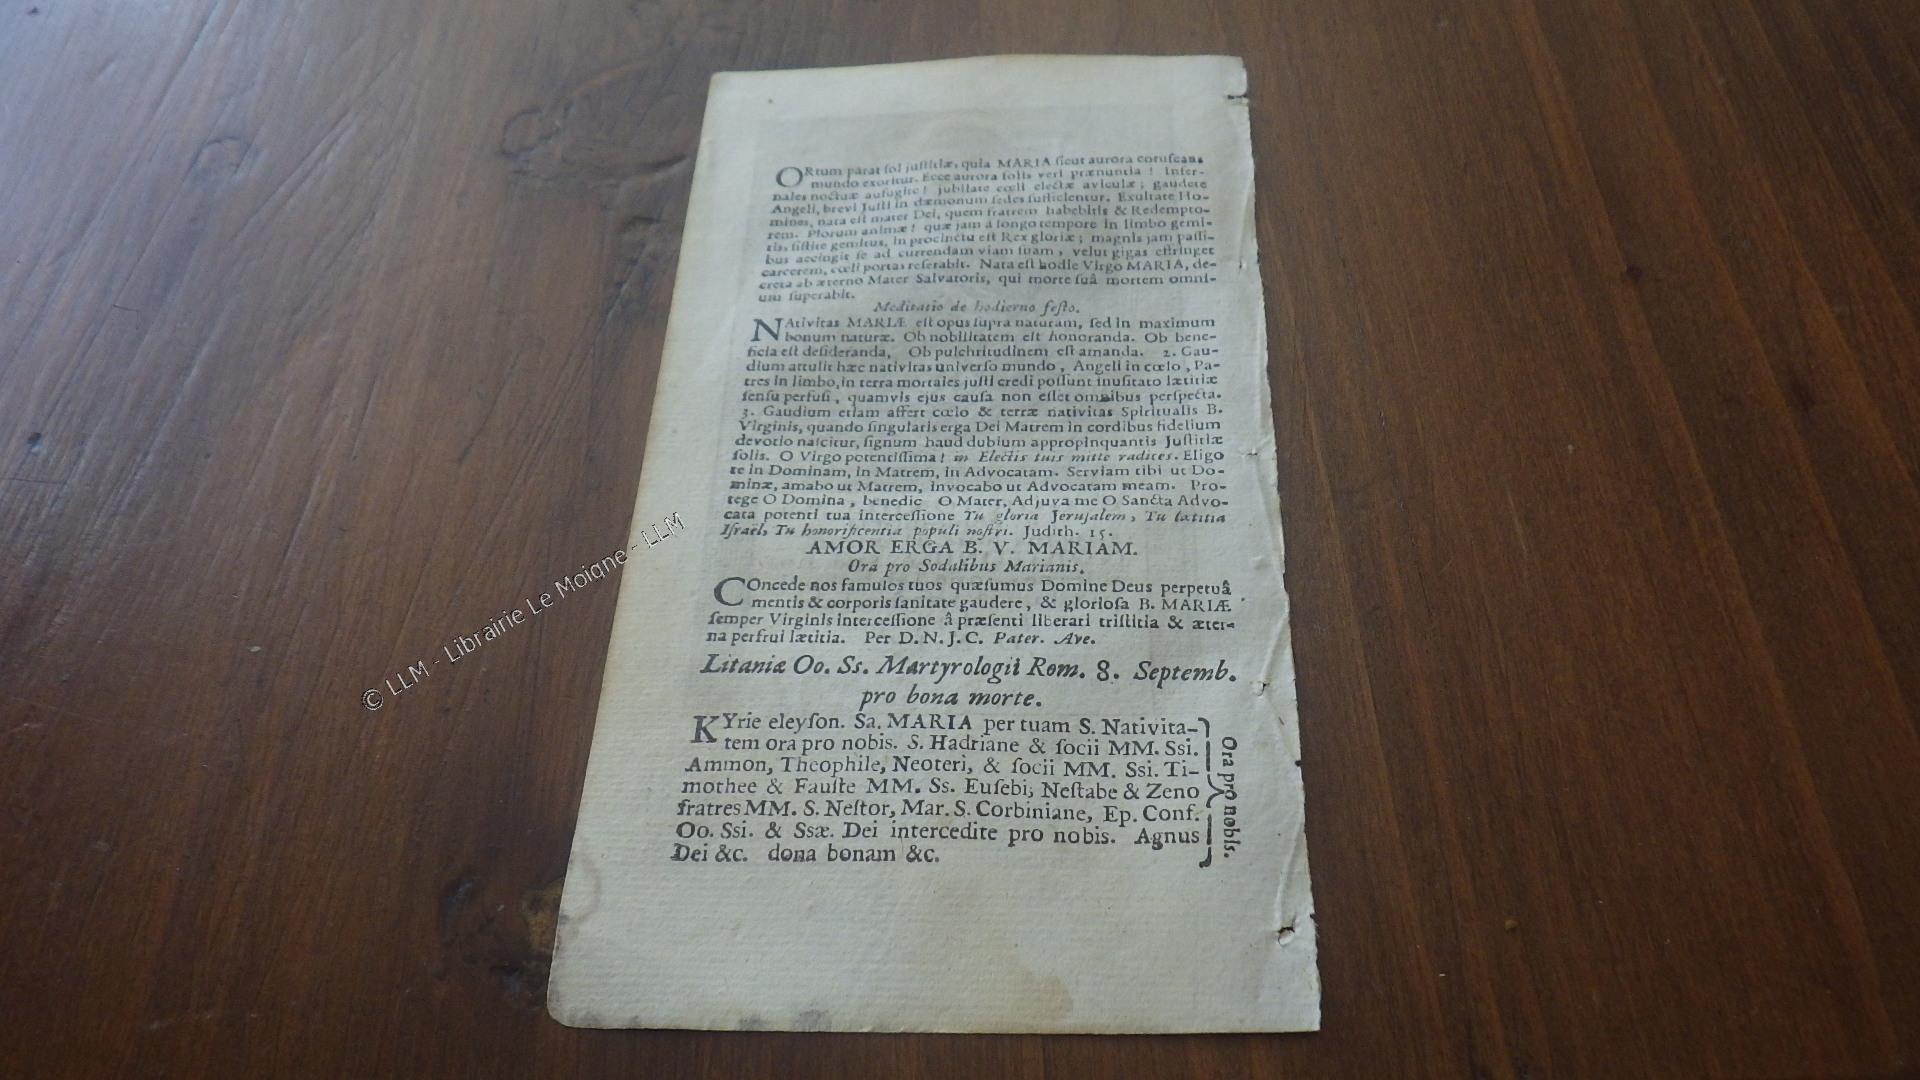 ORtum parat ſol juſtitiæ, quia MARIA ſicut aurora coruſcans
mundo exoritur. Ecce aurora ſolis veri prænuntia! Infer-
nales noctuæ aufugite! jubilate cœli electæ aviculæ; gaudete
Angeli, brevi Juſti in dæmonum ſedes ſufficientur. Exultate Ho-
mines, nata eſt mater Dei, quem fratrem habebitis & Redempto-
rem. Piorum animæ! quæ jam â longo tempore in limbo gemi-
tis, ſiſtite gemitus, in procinctu eſt Rex gloriæ; magnis jam paſſi-
bus accingit ſe ad currendam viam ſuam, velut gigas effringet
carcerem, cœli portas reſerabit. Nata eſt hodie Virgo MARIA, de-
creta ab æterno Mater Salvatoris, qui morte ſuâ mortem omni-
um ſuperabit.
Meditatio de hodierno feſto.
NAtivitas MARIÆ eſt opus ſupra naturam, ſed in maximum
bonum naturæ. Ob nobilitatem eſt honoranda. Ob bene-
ficia eſt deſideranda, Ob pulchritudinem eſt amanda. 2. Gau-
dium attulit hæc nativitas univerſo mundo, Angeli in cœlo, Pa-
tres in limbo, in terra mortales juſti credi poſſunt inuſitato lætitiæ
ſenſu perfuſi, quamvis ejus cauſa non eſſet omnibus perſpecta.
3. Gaudium etiam affert cœlo & terræ nativitas Spiritualis B.
Virginis, quando ſingularis erga Dei Matrem in cordibus fidelium
devotio naſcitur, ſignum haud dubium appropinquantis Juſtitiæ
ſolis. O Virgo potentiſſima! in Electis tuis mitte radices. Eligo
te in Dominam, in Matrem, in Advocatam. Serviam tibi ut Do-
minæ, amabo ut Matrem, invocabo ut Advocatam meam. Pro-
tege O Domina, benedic O Mater, Adjuva me O Sancta Advo-
cata potenti tua interceſſione Tu gloria Jeruſalem, Tu lætitia
Iſraël, Tu honorificentia populi noſtri. Judith. 15.
AMOR ERGA B. V. MARIAM.
Ora pro Sodalibus Marianis.
COncede nos famulos tuos quæſumus Domine Deus perpetuâ
mentis & corporis ſanitate gaudere, & glorioſa B. MARIÆ
ſemper Virginis interceſſione â præſenti liberari triſtitia & æter-
na perfrui lætitia. Per D. N. J. C. Pater. Ave.
Litaniæ Oo. Ss. Martyrologii Rom. 8. Septemb.
pro bona morte.
KYrie eleyſon. Sa. MARIA per tuam S. Nativita-
tem ora pro nobis. S. Hadriane & ſocii MM. Ssi.
Ammon, Theophile, Neoteri, & ſocii MM. Ssi. Ti-
mothee & Fauſte MM. Ss. Euſebi, Neſtabe & Zeno
fratres MM. S. Neſtor, Mar. S. Corbiniane, Ep. Conf.
Oo. Ssi. & Ssæ. Dei intercedite pro nobis. Agnus
Dei &c. dona bonam &c.
Ora pro nobis.
© LLM - Librairie Le Moigne - LLM